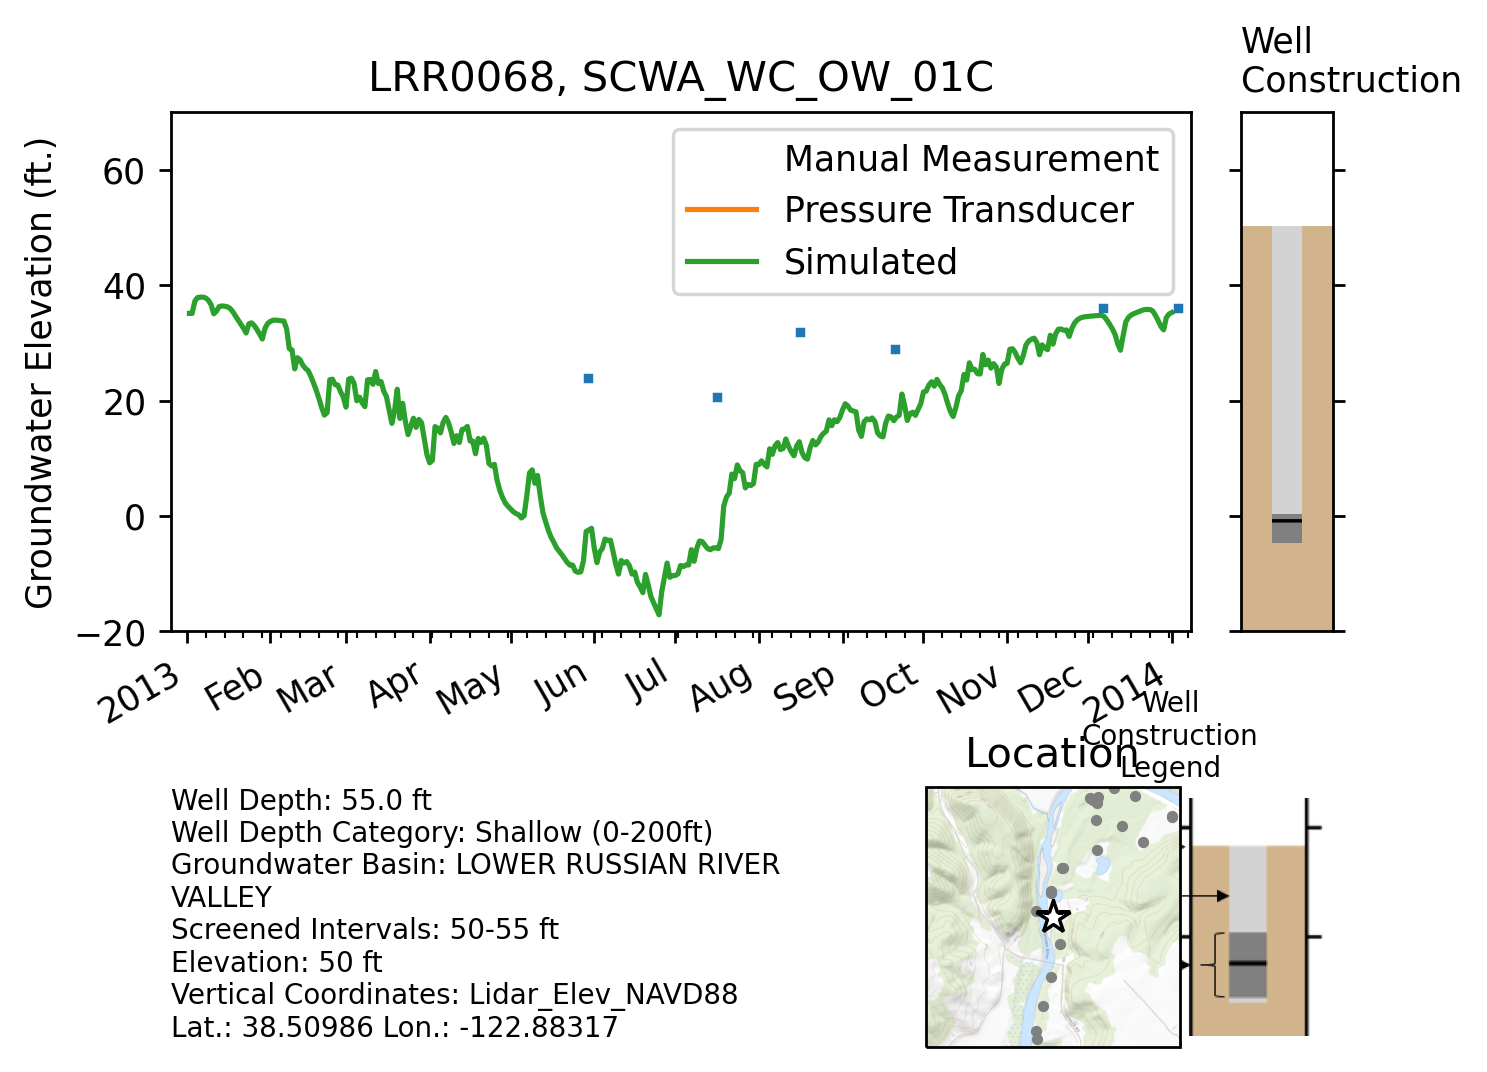 Well
Construction
LRR0068, SCWA_WC_OW_01C
Groundwater Elevation (ft.)
60
40
20
0
−20
Manual Measurement
Pressure Transducer
Simulated
2013
Feb
Mar
Apr
May
Jun
Jul
Aug
Sep
Oct
Nov
Dec
2014
Well
Construction
Legend
Location
Well Depth: 55.0 ft
Well Depth Category: Shallow (0-200ft)
Groundwater Basin: LOWER RUSSIAN RIVER
VALLEY
Screened Intervals: 50-55 ft
Elevation: 50 ft
Vertical Coordinates: Lidar_Elev_NAVD88
Lat.: 38.50986 Lon.: -122.88317